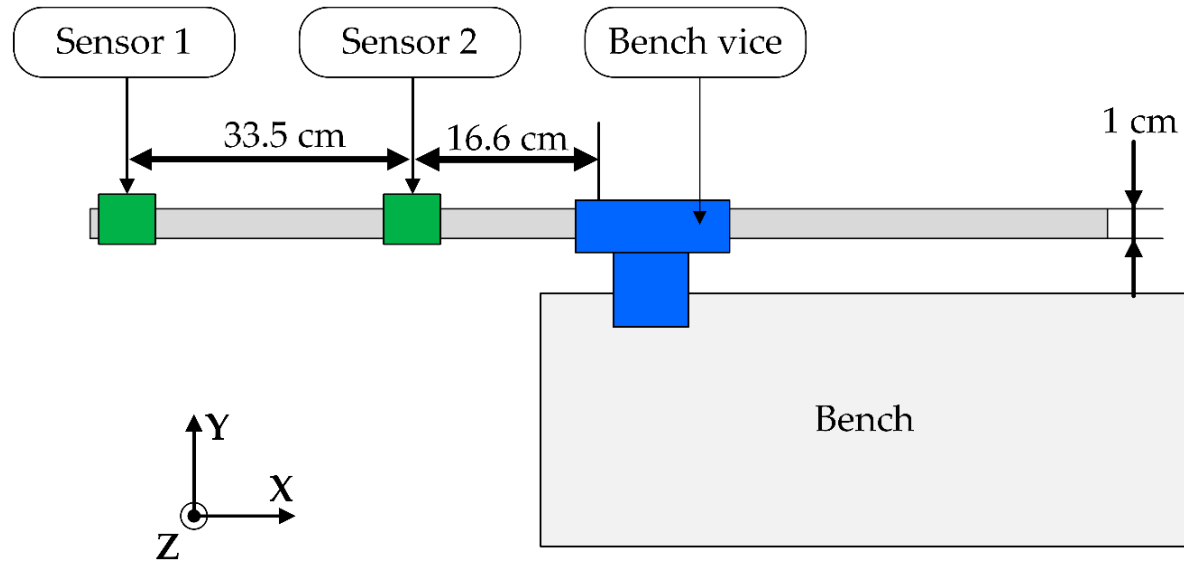 Sensor 1
Sensor 2
Bench vice
33.5 cm
16.6 cm
1 cm
Bench
Y
X
Z